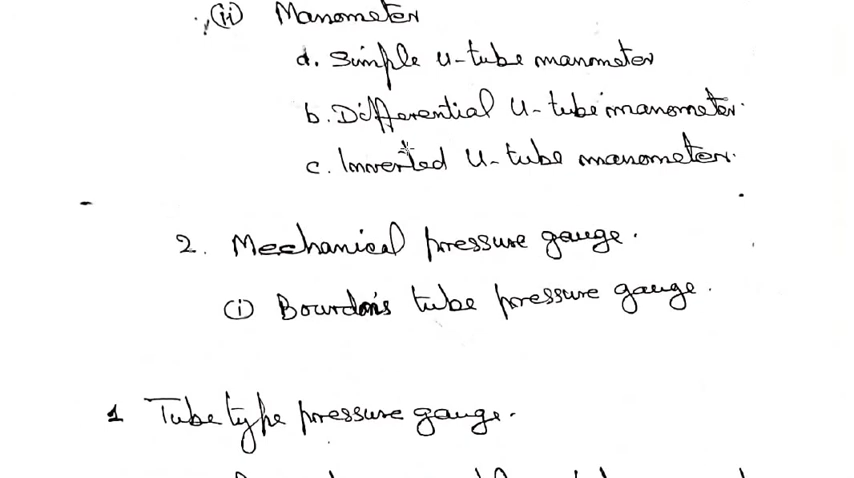 (ii) Manometer
a. Simple U-tube manometer
b. Differential U-tube manometer.
c. Inverted U-tube manometer.
2. Mechanical pressure gauge.
(i) Bourdon's tube pressure gauge.
1 Tube type pressure gauge.